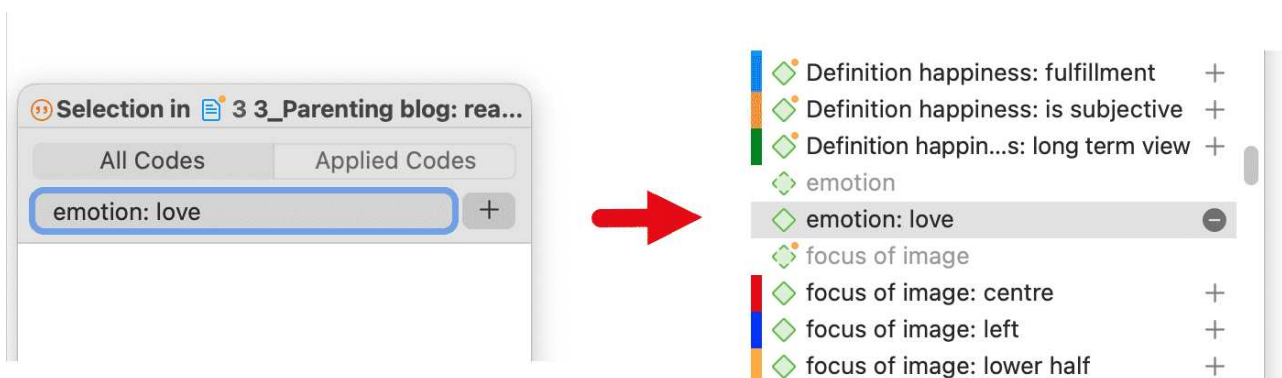 Selection in 3 3_Parenting blog: rea...
All Codes Applied Codes
emotion: love +
Definition happiness: fulfillment +
Definition happiness: is subjective +
Definition happin...s: long term view +
emotion
emotion: love
focus of image
focus of image: centre +
focus of image: left +
focus of image: lower half +